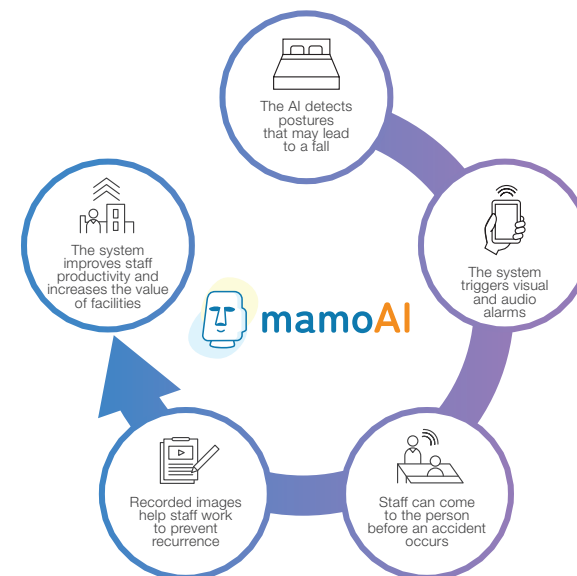 The AI detects
postures
that may lead
to a fall
The system
triggers visual
and audio
alarms
Staff can come
to the person
before an accident
occurs
Recorded images
help staff work
to prevent
recurrence
The system
improves staff
productivity and
increases the value
of facilities
mamoAI